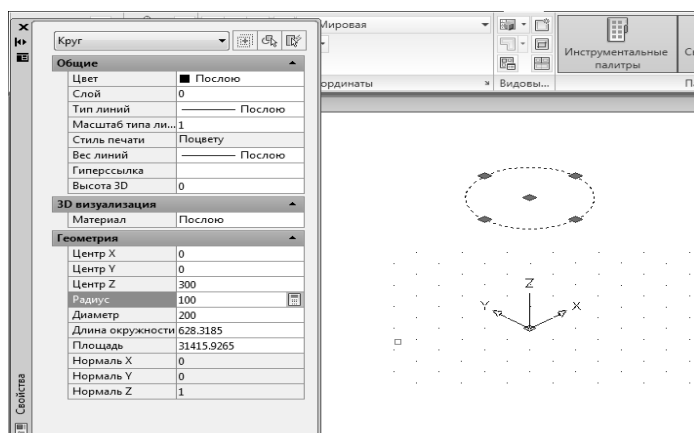 Круг
Общие
Цвет Послою
Слой 0
Тип линий Послою
Масштаб типа ли... 1
Стиль печати Поцвету
Вес линий Послою
Гиперссылка
Высота 3D 0
3D визуализация
Материал Послою
Геометрия
Центр X 0
Центр Y 0
Центр Z 300
Радиус 100
Диаметр 200
Длина окружности 628.3185
Площадь 31415.9265
Нормаль X 0
Нормаль Y 0
Нормаль Z 1
Свойства
Мировая
ординаты
Видовы...
Инструментальные
палитры
Z
Y
X